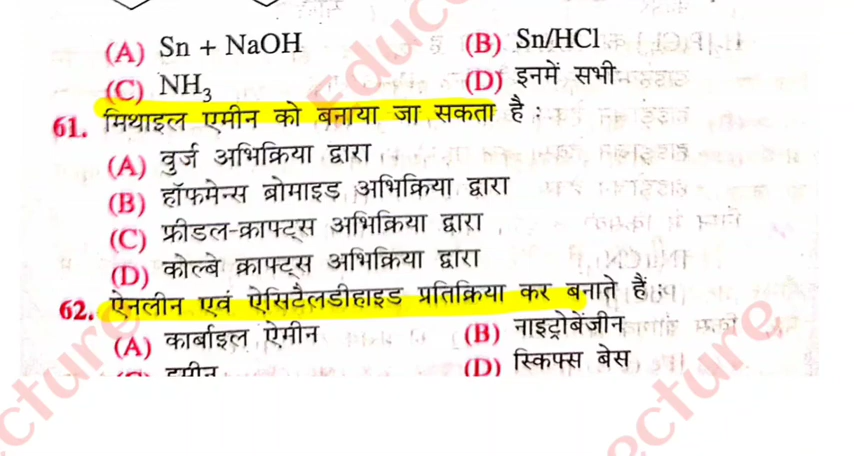 (A) Sn + NaOH (B) Sn/HCl
(C) NH3 (D) इनमें सभी
61. मिथाइल एमीन को बनाया जा सकता है :
(A) वुर्ज अभिक्रिया द्वारा
(B) हॉफमेन्स ब्रोमाइड अभिक्रिया द्वारा
(C) फ्रीडल-क्राफ्ट्स अभिक्रिया द्वारा
(D) कोल्बे क्राफ्ट्स अभिक्रिया द्वारा
62. ऐनलीन एवं ऐसिटैलडीहाइड प्रतिक्रिया कर बनाते हैं :
(A) कार्बाइल ऐमीन (B) नाइट्रोबेंजीन
(D) स्किफ्स बेस